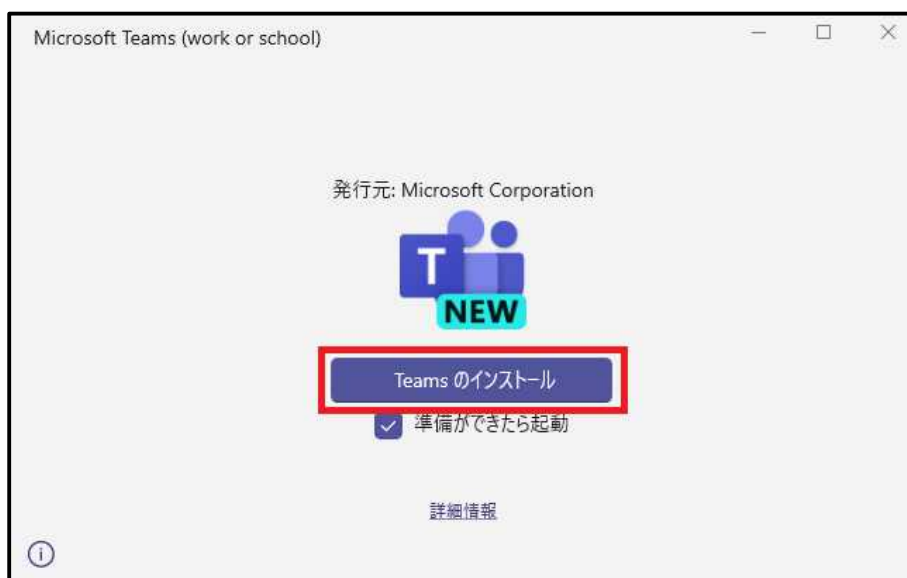 Microsoft Teams (work or school)
発行元: Microsoft Corporation
T
NEW
Teams のインストール
準備ができたら起動
詳細情報